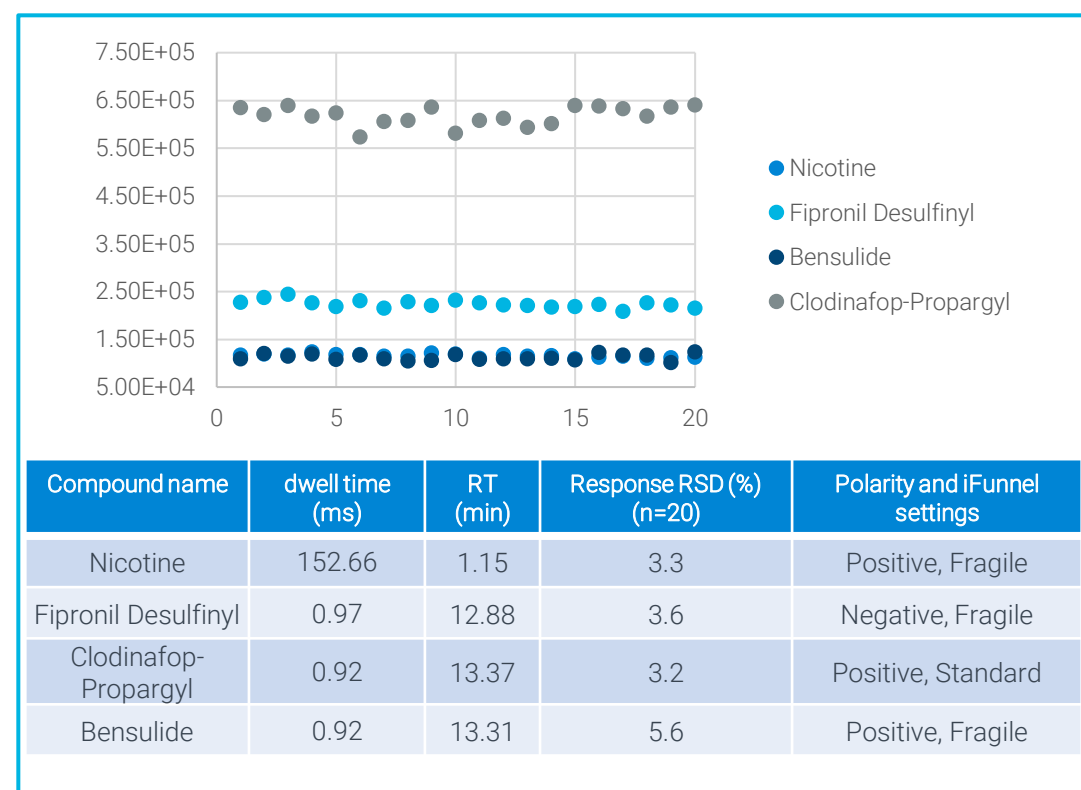 7.50E+05
6.50E+05
5.50E+05
4.50E+05
3.50E+05
2.50E+05
1.50E+05
5.00E+04
0 5 10 15 20
Nicotine
Fipronil Desulfinyl
Bensulide
Clodinafop-Propargyl
Compound name dwell time (ms) RT (min) Response RSD (%) (n=20) Polarity and iFunnel settings
Nicotine 152.66 1.15 3.3 Positive, Fragile
Fipronil Desulfinyl 0.97 12.88 3.6 Negative, Fragile
Clodinafop-Propargyl 0.92 13.37 3.2 Positive, Standard
Bensulide 0.92 13.31 5.6 Positive, Fragile